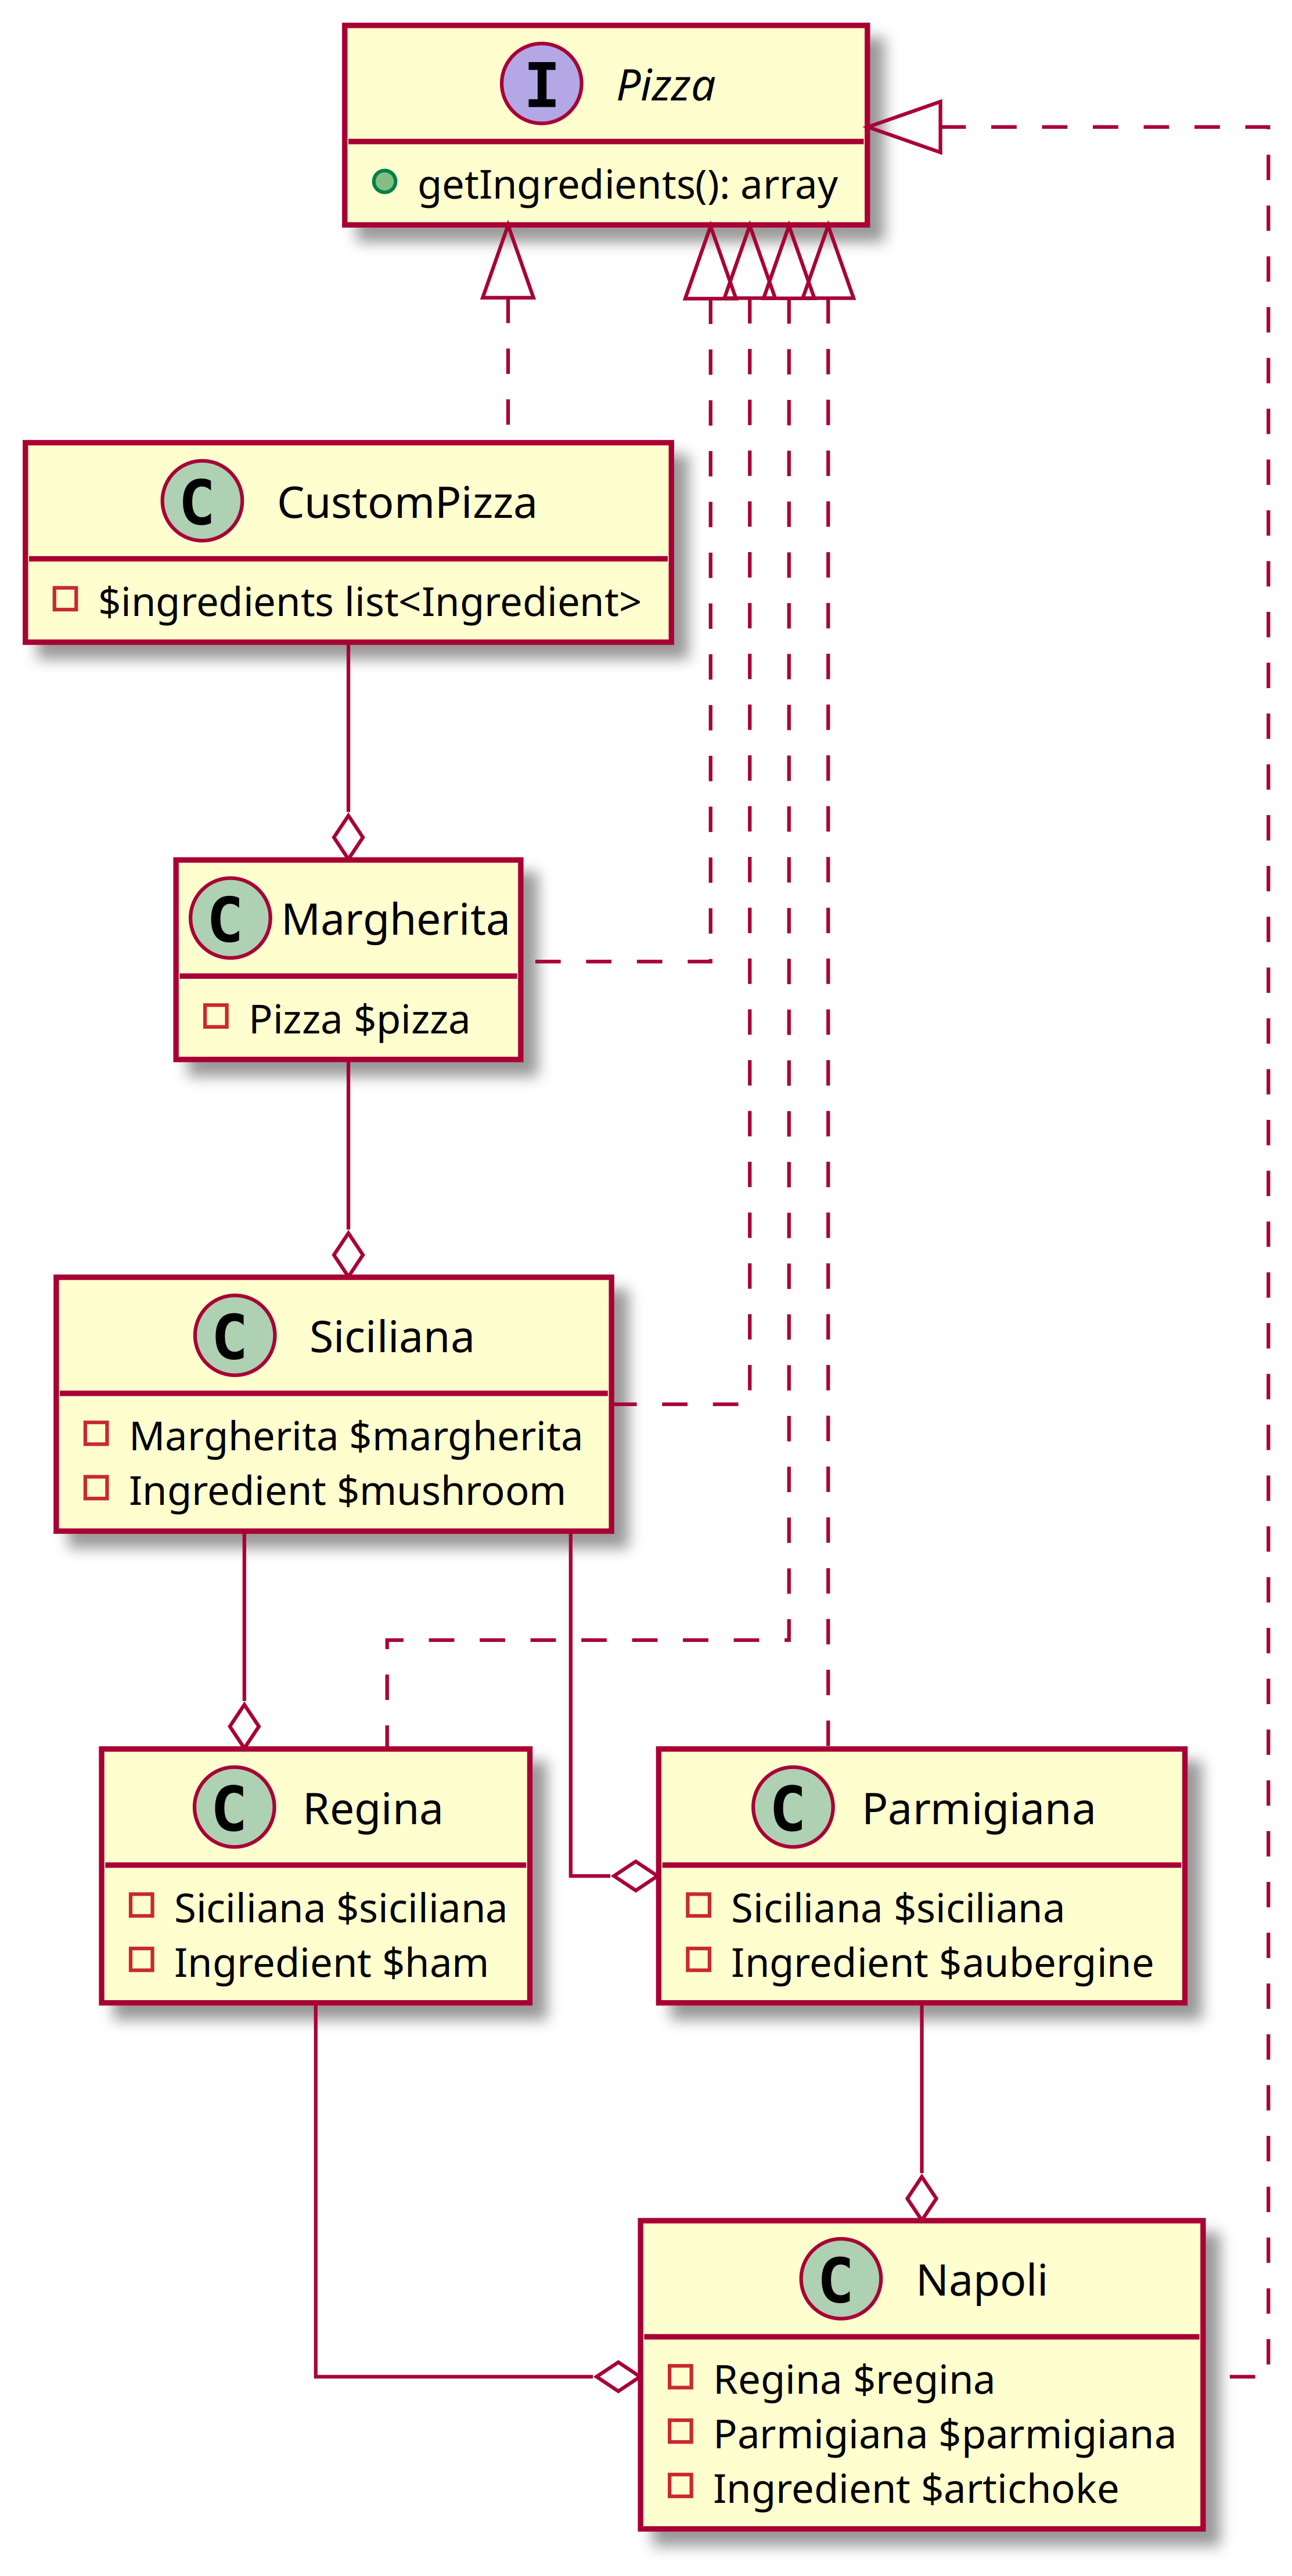 I Pizza
getIngredients(): array
C CustomPizza
$ingredients list<Ingredient>
C Margherita
Pizza $pizza
C Siciliana
Margherita $margherita
Ingredient $mushroom
C Regina
Siciliana $siciliana
Ingredient $ham
C Parmigiana
Siciliana $siciliana
Ingredient $aubergine
C Napoli
Regina $regina
Parmigiana $parmigiana
Ingredient $artichoke